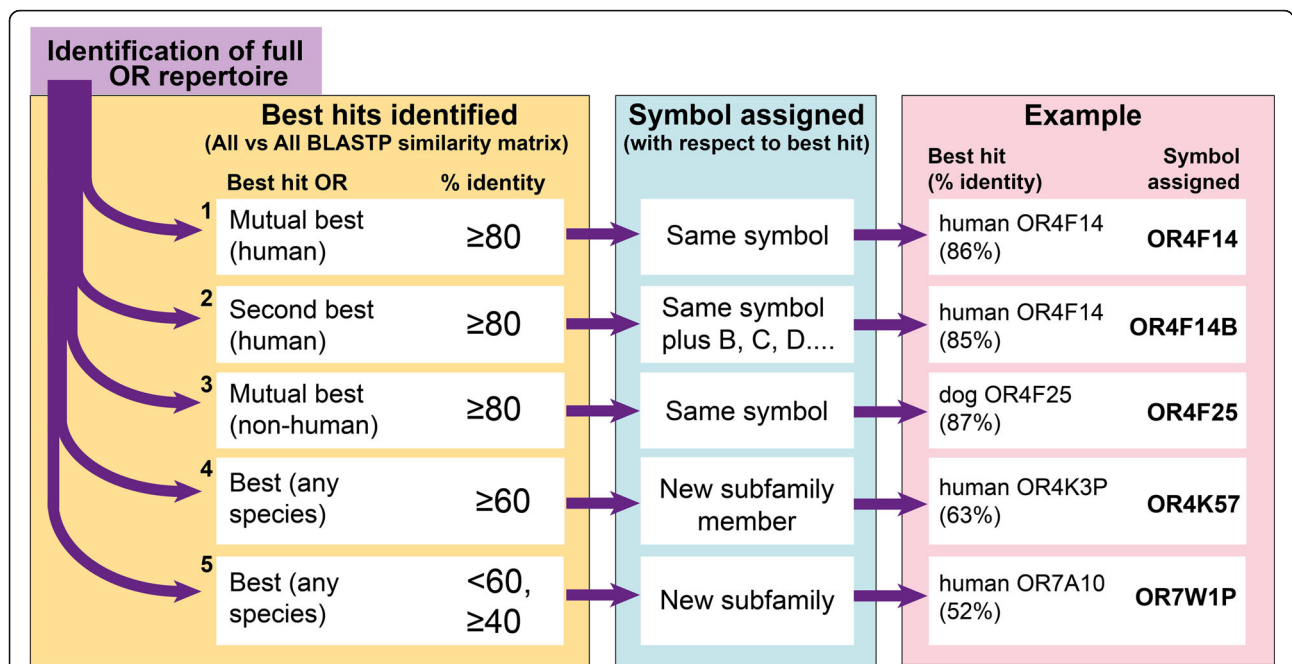 Identification of full
OR repertoire
Best hits identified
(All vs All BLASTP similarity matrix)
Best hit OR
% identity
Symbol assigned
(with respect to best hit)
Example
Best hit
(% identity)
Symbol
assigned
1
Mutual best
(human)
≥80
Same symbol
human OR4F14
(86%)
OR4F14
2
Second best
(human)
≥80
Same symbol
plus B, C, D....
human OR4F14
(85%)
OR4F14B
3
Mutual best
(non-human)
≥80
Same symbol
dog OR4F25
(87%)
OR4F25
4
Best (any
species)
≥60
New subfamily
member
human OR4K3P
(63%)
OR4K57
5
Best (any
species)
<60,
≥40
New subfamily
human OR7A10
(52%)
OR7W1P